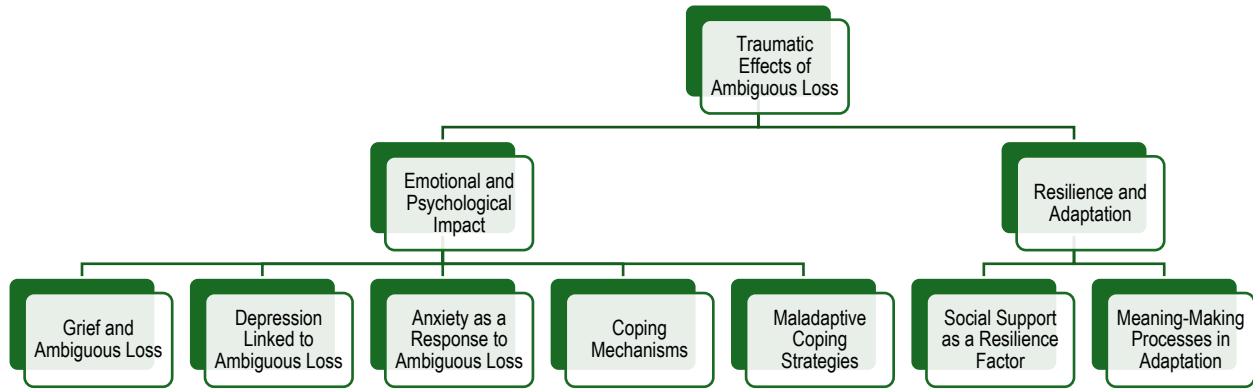 Traumatic
Effects of
Ambiguous Loss
Emotional and
Psychological
Impact
Resilience and
Adaptation
Grief and
Ambiguous Loss
Depression
Linked to
Ambiguous Loss
Anxiety as a
Response to
Ambiguous Loss
Coping
Mechanisms
Maladaptive
Coping
Strategies
Social Support
as a Resilience
Factor
Meaning-Making
Processes in
Adaptation